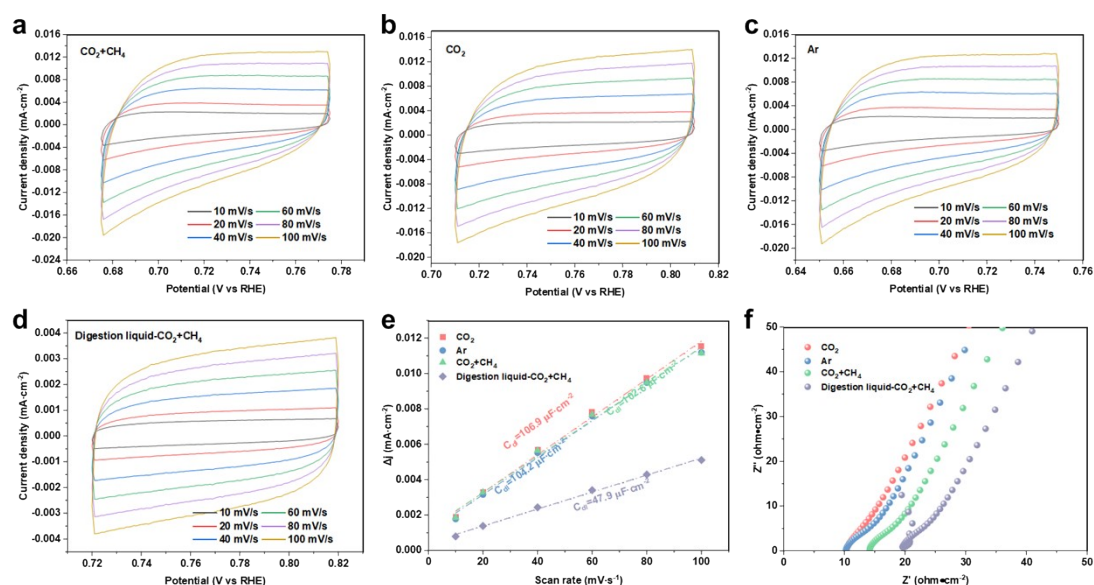 a
CO₂+CH₄
0.016
0.012
0.008
0.004
0.000
-0.004
-0.008
-0.012
-0.016
-0.020
-0.024
Current density (mA·cm⁻²)
10 mV/s 60 mV/s
20 mV/s 80 mV/s
40 mV/s 100 mV/s
0.66 0.68 0.70 0.72 0.74 0.76 0.78
Potential (V vs RHE)
b
CO₂
0.016
0.012
0.008
0.004
0.000
-0.004
-0.008
-0.012
-0.016
-0.020
Current density (mA·cm⁻²)
10 mV/s 60 mV/s
20 mV/s 80 mV/s
40 mV/s 100 mV/s
0.70 0.72 0.74 0.76 0.78 0.80 0.82
Potential (V vs RHE)
c
Ar
0.016
0.012
0.008
0.004
0.000
-0.004
-0.008
-0.012
-0.016
-0.020
Current density (mA·cm⁻²)
10 mV/s 60 mV/s
20 mV/s 80 mV/s
40 mV/s 100 mV/s
0.64 0.66 0.68 0.70 0.72 0.74 0.76
Potential (V vs RHE)
d
Digestion liquid-CO₂+CH₄
0.004
0.003
0.002
0.001
0.000
-0.001
-0.002
-0.003
-0.004
Current density (mA·cm⁻²)
10 mV/s 60 mV/s
20 mV/s 80 mV/s
40 mV/s 100 mV/s
0.72 0.74 0.76 0.78 0.80 0.82
Potential (V vs RHE)
e
CO₂
Ar
CO₂+CH₄
Digestion liquid-CO₂+CH₄
0.012
0.010
0.008
0.006
0.004
0.002
0.000
Δj (mA·cm⁻²)
C_dl=106.9 μF·cm⁻²
C_dl=102.6 μF·cm⁻²
C_dl=104.2 μF·cm⁻²
C_dl=47.9 μF·cm⁻²
0 20 40 60 80 100
Scan rate (mV·s⁻¹)
f
CO₂
Ar
CO₂+CH₄
Digestion liquid-CO₂+CH₄
50
40
30
20
10
0
Z'' (ohm•cm⁻²)
0 10 20 30 40 50
Z' (ohm•cm⁻²)